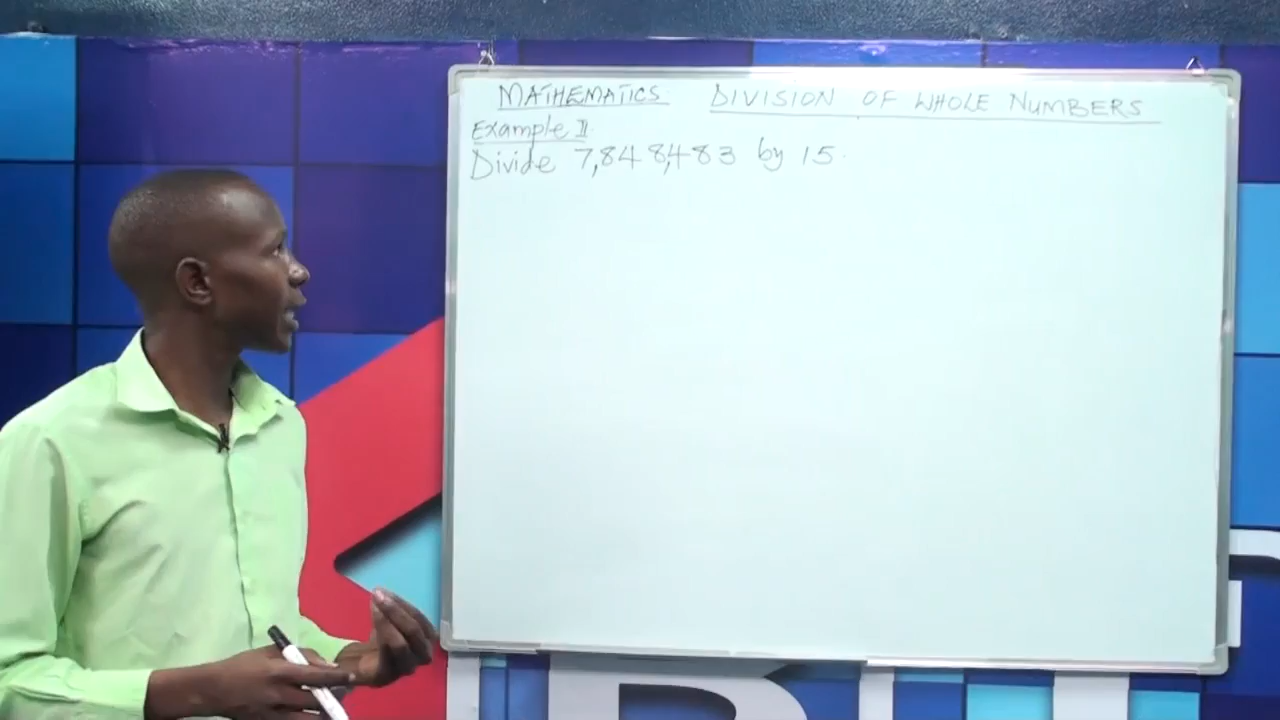 MATHEMATICS DIVISION OF WHOLE NUMBERS
Example II.
Divide 7,848,483 by 15.